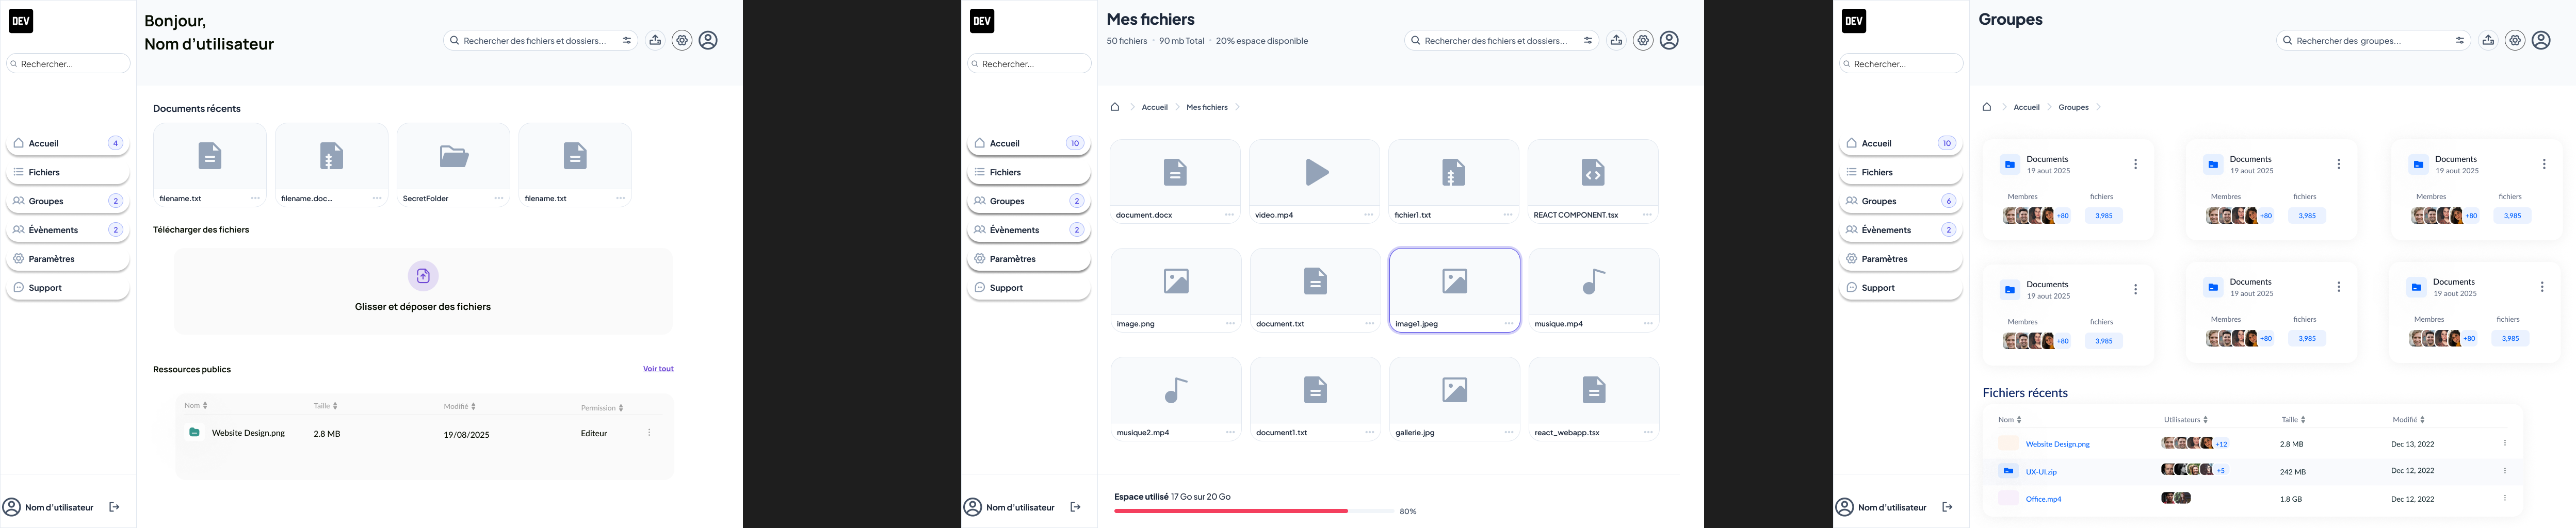 DEV
Rechercher...
Accueil 4
Fichiers
Groupes 2
Évènements 2
Paramètres
Support
Nom d'utilisateur
Bonjour,
Nom d'utilisateur
Rechercher des fichiers et dossiers...
Documents récents
filename.txt
filename.doc...
SecretFolder
filename.txt
Télécharger des fichiers
Glisser et déposer des fichiers
Ressources publics
Voir tout
Nom Taille Modifié Permission
Website Design.png 2.8 MB 19/08/2025 Editeur
DEV
Rechercher...
Accueil 10
Fichiers
Groupes 2
Évènements 2
Paramètres
Support
Nom d'utilisateur
Mes fichiers
50 fichiers • 90 mb Total • 20% espace disponible
Rechercher des fichiers et dossiers...
Accueil > Mes fichiers >
document.docx
video.mp4
fichier1.txt
REACT COMPONENT.tsx
image.png
document.txt
image1.jpeg
musique.mp4
musique2.mp4
document1.txt
gallerie.jpg
react_webapp.tsx
Espace utilisé 17 Go sur 20 Go
80%
DEV
Rechercher...
Accueil 10
Fichiers
Groupes 6
Évènements 2
Paramètres
Support
Nom d'utilisateur
Groupes
Rechercher des groupes...
Accueil > Groupes >
Documents
19 aout 2025
Membres fichiers
+80 3,985
Documents
19 aout 2025
Membres fichiers
+80 3,985
Documents
19 aout 2025
Membres fichiers
+80 3,985
Documents
19 aout 2025
Membres fichiers
+80 3,985
Documents
19 aout 2025
Membres fichiers
+80 3,985
Documents
19 aout 2025
Membres fichiers
+80 3,985
Fichiers récents
Nom Utilisateurs Taille Modifié
Website Design.png +12 2.8 MB Dec 13, 2022
UX-UI.zip +5 242 MB Dec 12, 2022
Office.mp4 1.8 GB Dec 12, 2022